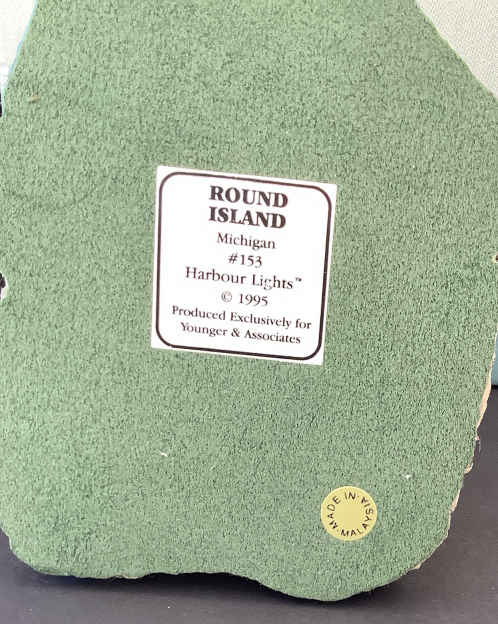 ROUND
ISLAND
Michigan
#153
Harbour Lights™
© 1995
Produced Exclusively for
Younger & Associates
MADE IN MALAYSIA